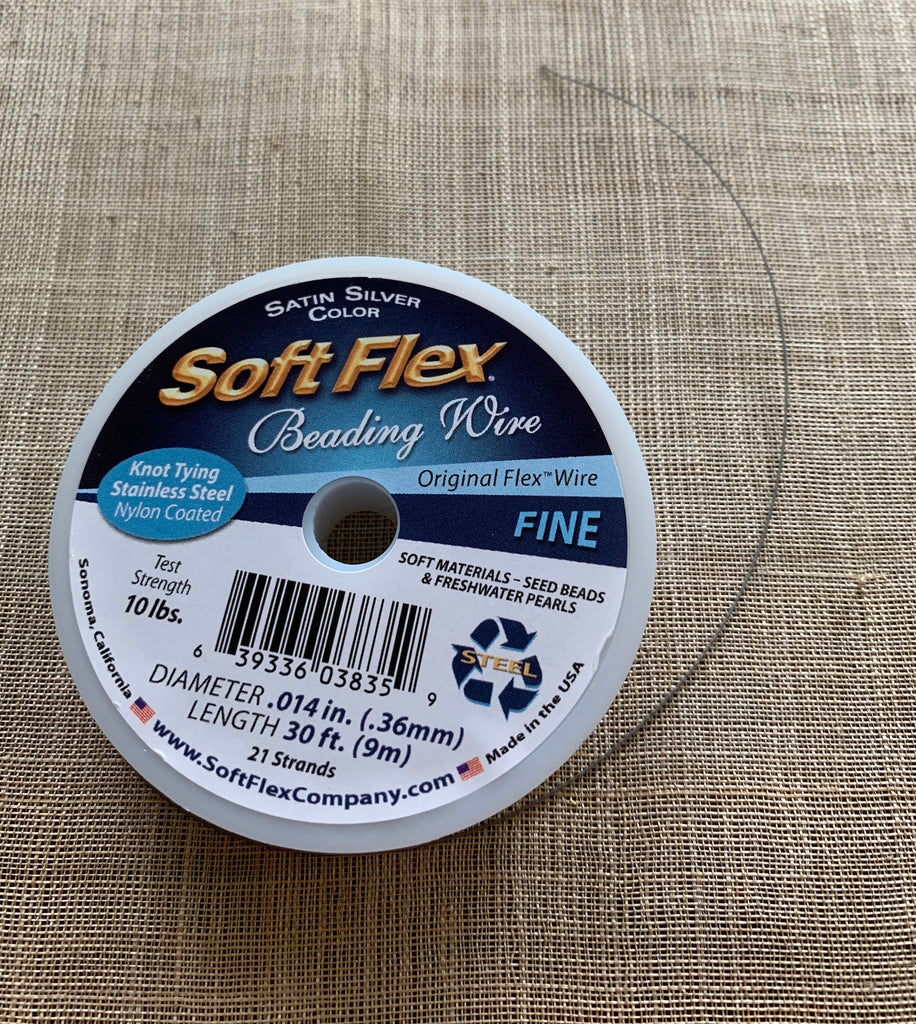 SATIN SILVER
COLOR
Soft Flex®
Beading Wire
Original Flex™ Wire
FINE
Knot Tying
Stainless Steel
Nylon Coated
SOFT MATERIALS – SEED BEADS
& FRESHWATER PEARLS
Test
Strength
10 lbs.
6 39336 03835 9
STEEL
DIAMETER .014 in. (.36mm)
LENGTH 30 ft. (9m)
21 Strands
Sonoma, California
www.SoftFlexCompany.com
Made in the USA